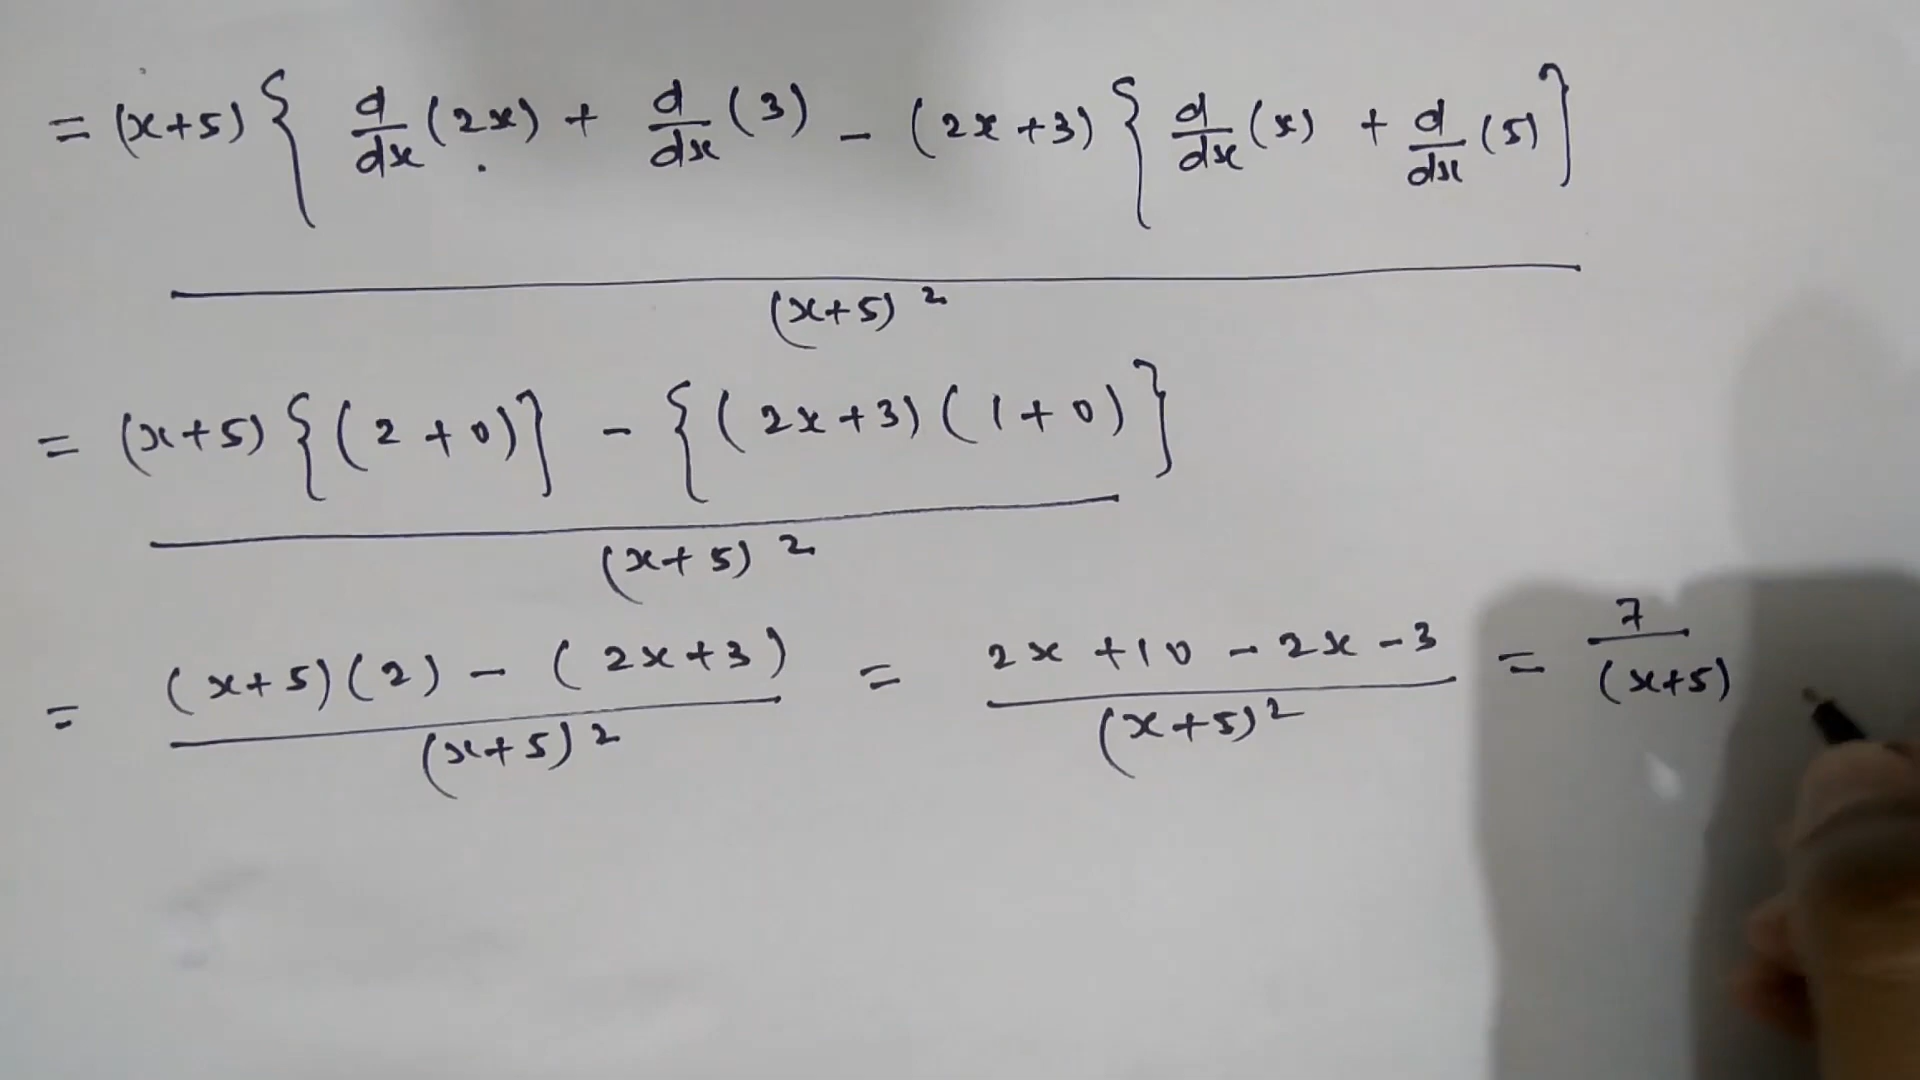 = (x+5) { d/dx (2x) + d/dx (3) - (2x+3) { d/dx (x) + d/dx (5) }
(x+5)²
= (x+5) {(2+0)} - {(2x+3)(1+0)}
(x+5)²
= (x+5)(2) - (2x+3) / (x+5)² = 2x+10-2x-3 / (x+5)² = 7 / (x+5)